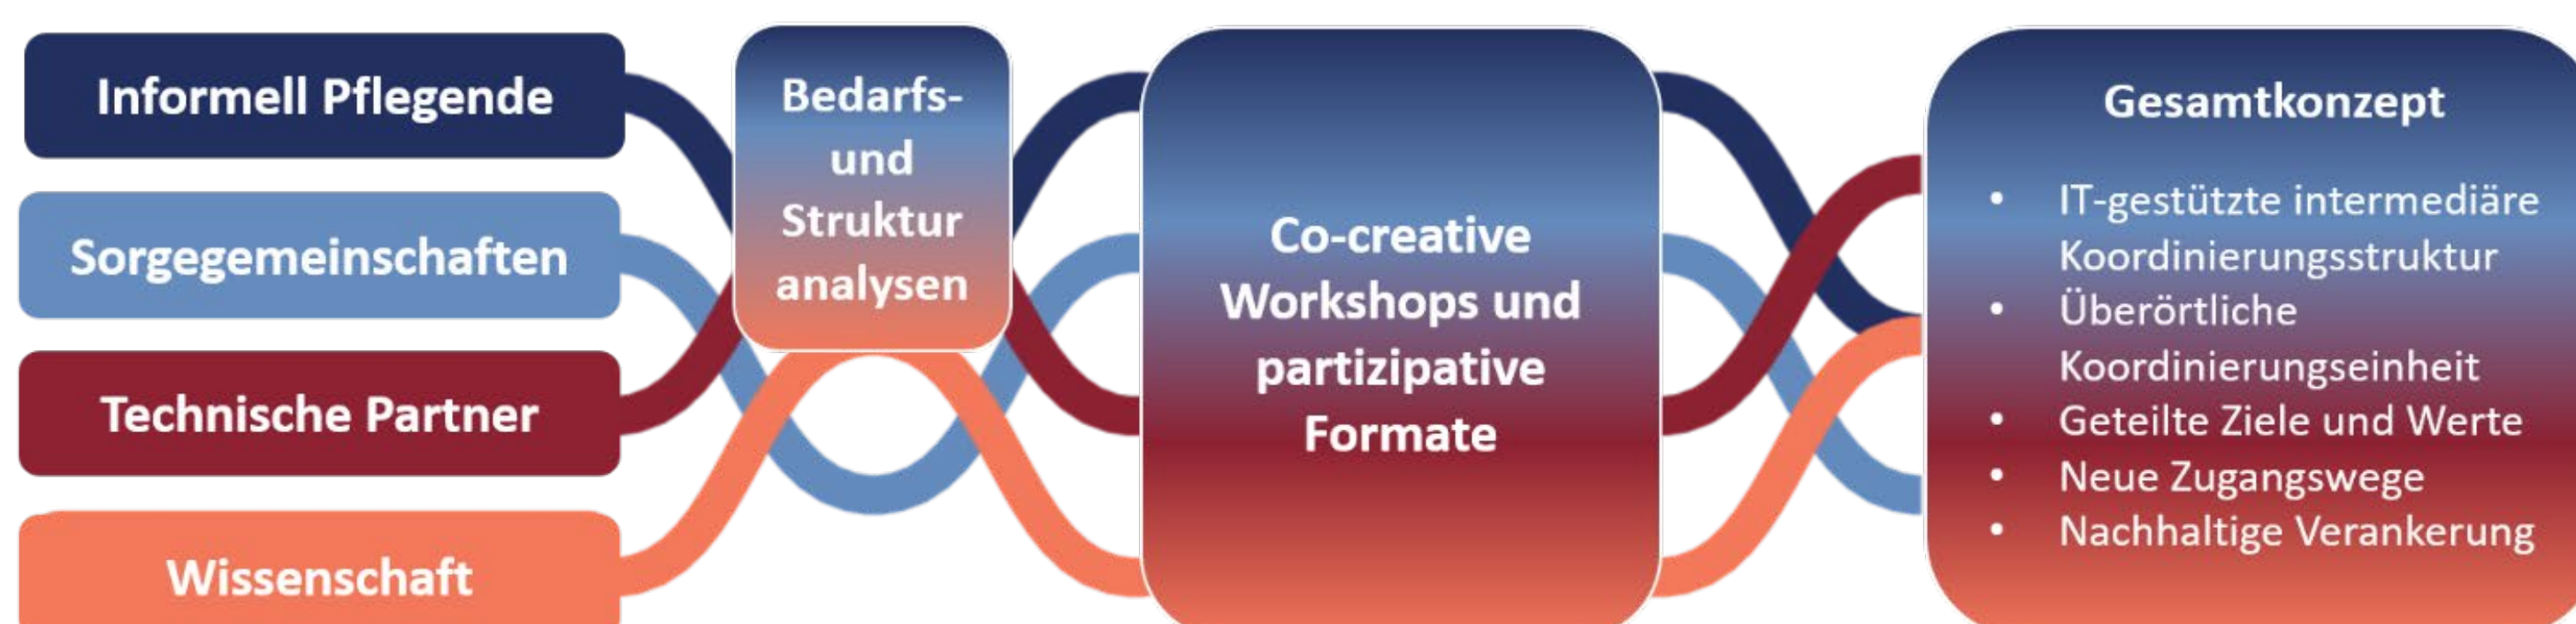 Informell Pflegende
Sorgegemeinschaften
Technische Partner
Wissenschaft
Bedarfs-
und
Struktur
analysen
Co-creative
Workshops und
partizipative
Formate
Gesamtkonzept
• IT-gestützte intermediäre
Koordinierungsstruktur
• Überörtliche
Koordinierungseinheit
• Geteilte Ziele und Werte
• Neue Zugangswege
• Nachhaltige Verankerung